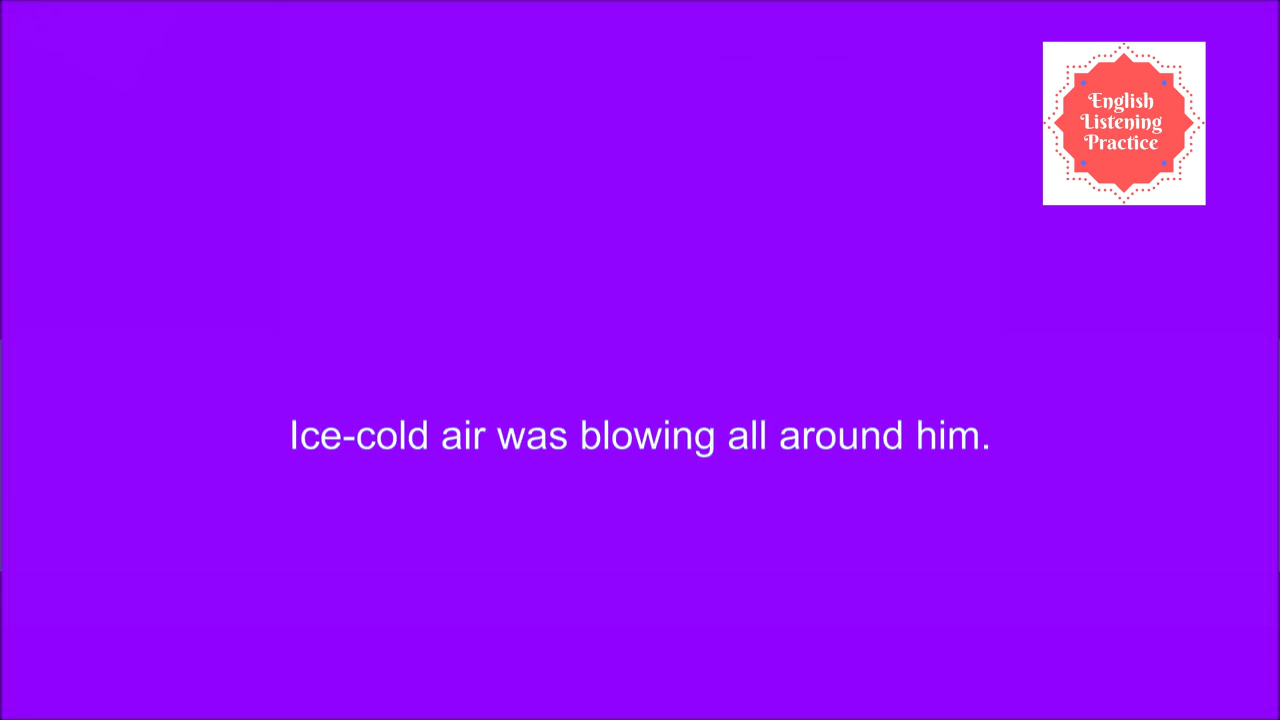 English
Listening
Practice
Ice-cold air was blowing all around him.